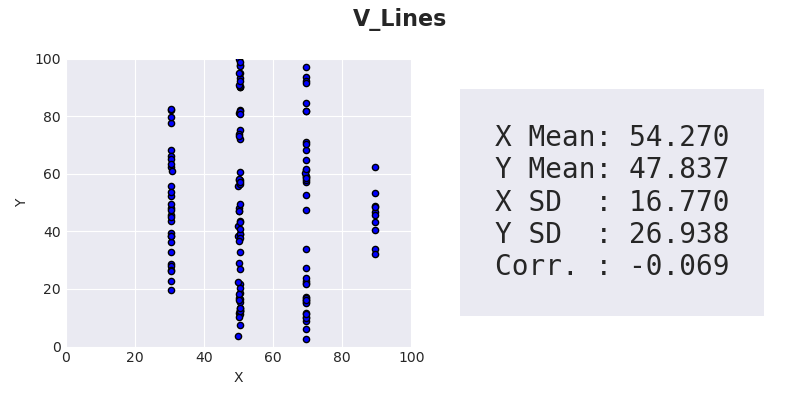 V_Lines
100
80
60
40
20
0
Y
0 20 40 60 80 100
X
X Mean: 54.270
Y Mean: 47.837
X SD  : 16.770
Y SD  : 26.938
Corr. : -0.069